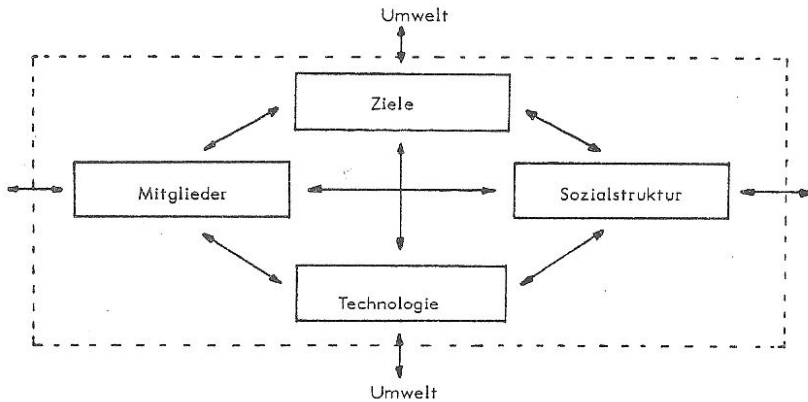 Umwelt
Ziele
Mitglieder
Sozialstruktur
Technologie
Umwelt